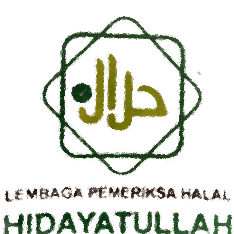 حلال
LEMBAGA PEMERIKSA HALAL
HIDAYATULLAH